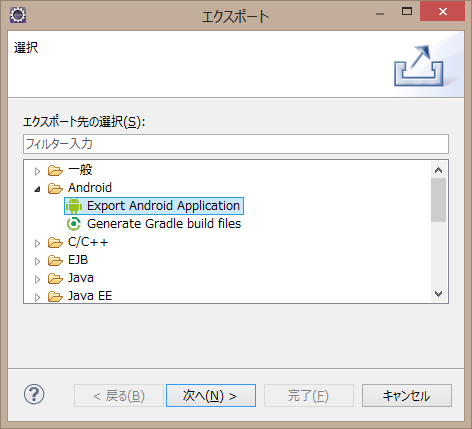 エクスポート
選択
エクスポート先の選択(S):
フィルター入力
一般
Android
Export Android Application
Generate Gradle build files
C/C++
EJB
Java
Java EE
?
< 戻る(B)
次へ(N) >
完了(F)
キャンセル